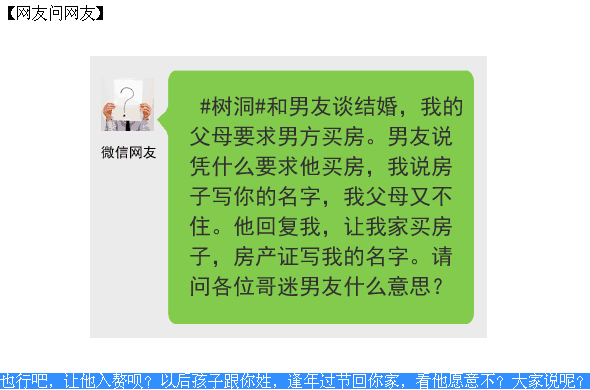 【网友问网友】
#树洞#和男友谈结婚，我的
父母要求男方买房。男友说
凭什么要求他买房，我说房
子写你的名字，我父母又不
住。他回复我，让我家买房
子，房产证写我的名字。请
问各位哥迷男友什么意思？
微信网友
也行吧，让他入赘呗？以后孩子跟你姓，逢年过节回你家，看他愿意不？大家说呢？